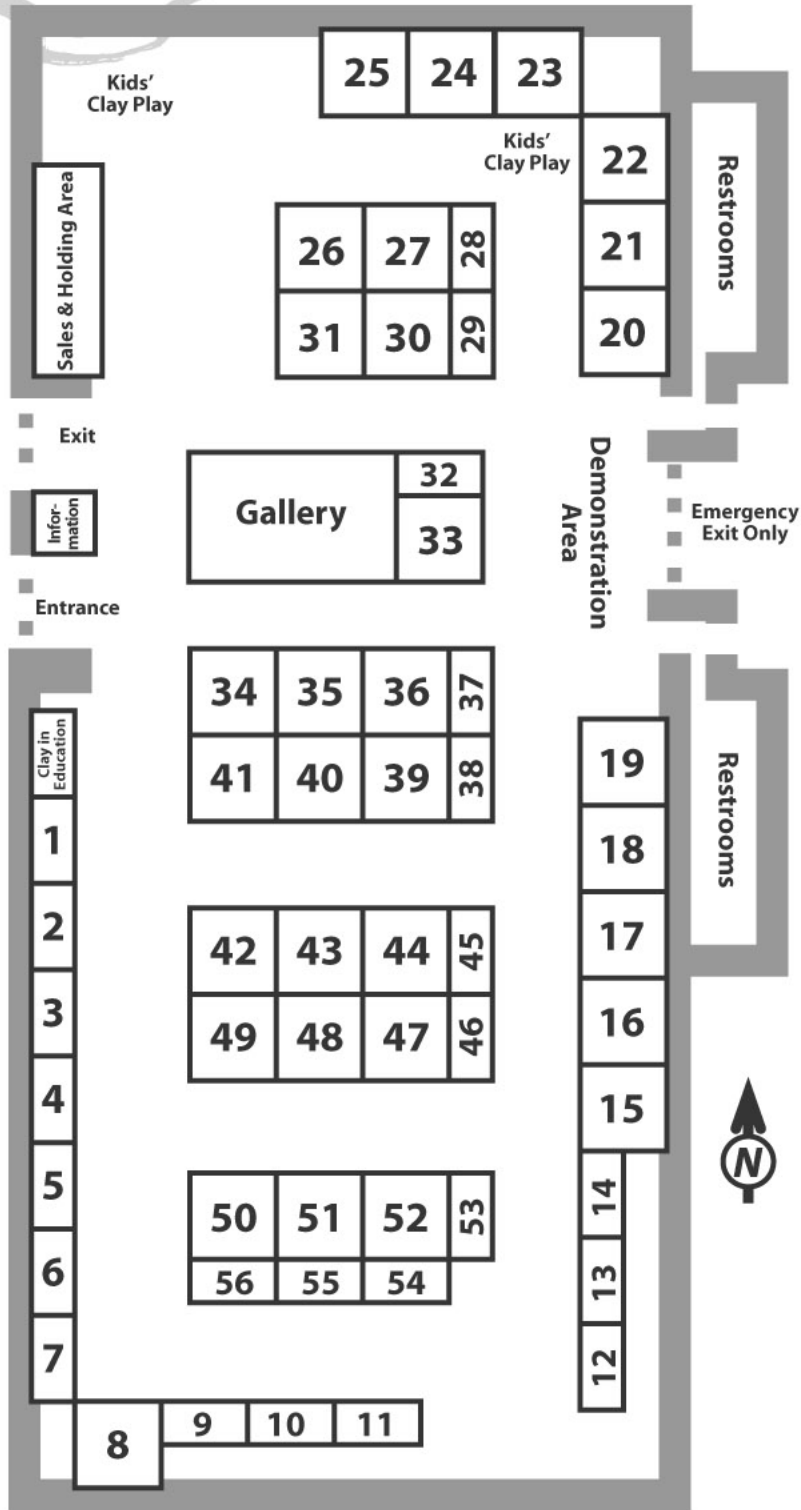 Kids'
Clay Play
25 24 23
Kids'
Clay Play
22
Restrooms
Sales & Holding Area
26 27 28
21
31 30 29
20
Exit
Gallery
32
33
Demonstration
Area
Infor-
mation
Emergency
Exit Only
Entrance
34 35 36 37
41 40 39 38
Clay in
Education
1
2
3
4
5
6
7
19
18
17
16
15
14
13
12
Restrooms
42 43 44 45
49 48 47 46
N
50 51 52 53
56 55 54
8 9 10 11